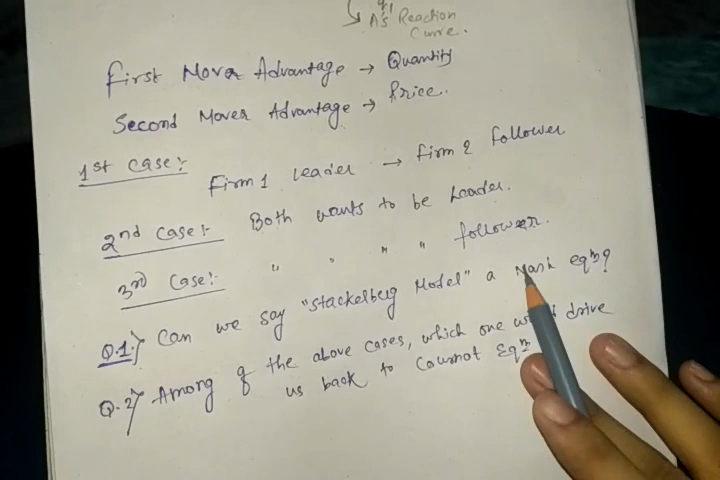 q1
A's Reaction
Curve.
First Mover Advantage → Quantity
Second Mover Advantage → Price.
1st case:-
Firm 1 Leader → Firm 2 follower
2nd case:- Both wants to be Leader.
3rd Case:- " " " " follower.
Q.1) Can we say "Stackelberg Model" a Nash eqm?
Q.2) Among of the above cases, which one drive
us back to Cournot Eqm